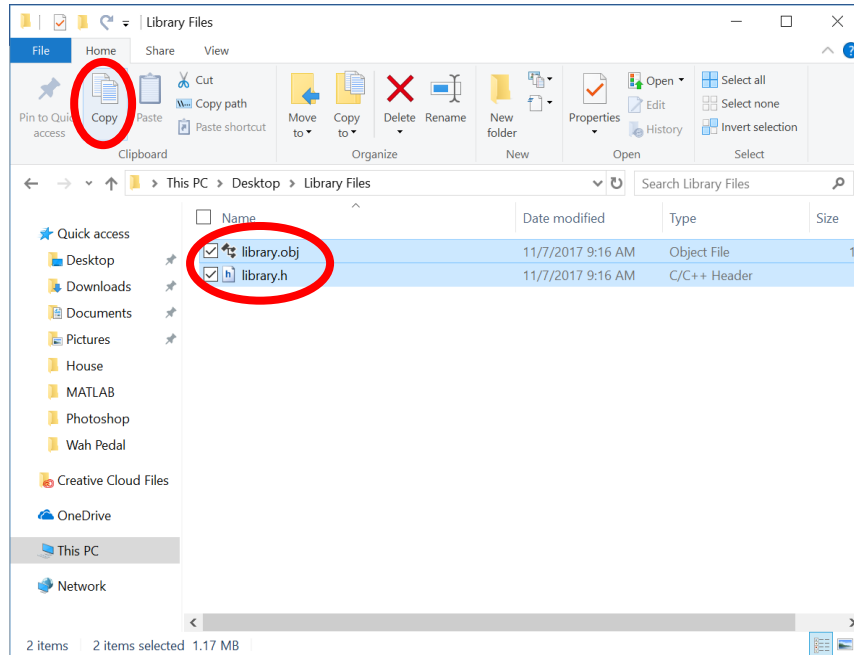 Library Files
File Home Share View
Pin to Quick access
Copy
Paste
Cut
Copy path
Paste shortcut
Move to
Copy to
Delete
Rename
New folder
Properties
Open
Edit
History
Select all
Select none
Invert selection
Clipboard Organize New Open Select
This PC > Desktop > Library Files
Search Library Files
Name Date modified Type Size
library.obj 11/7/2017 9:16 AM Object File 1
library.h 11/7/2017 9:16 AM C/C++ Header
Quick access
Desktop
Downloads
Documents
Pictures
House
MATLAB
Photoshop
Wah Pedal
Creative Cloud Files
OneDrive
This PC
Network
2 items 2 items selected 1.17 MB